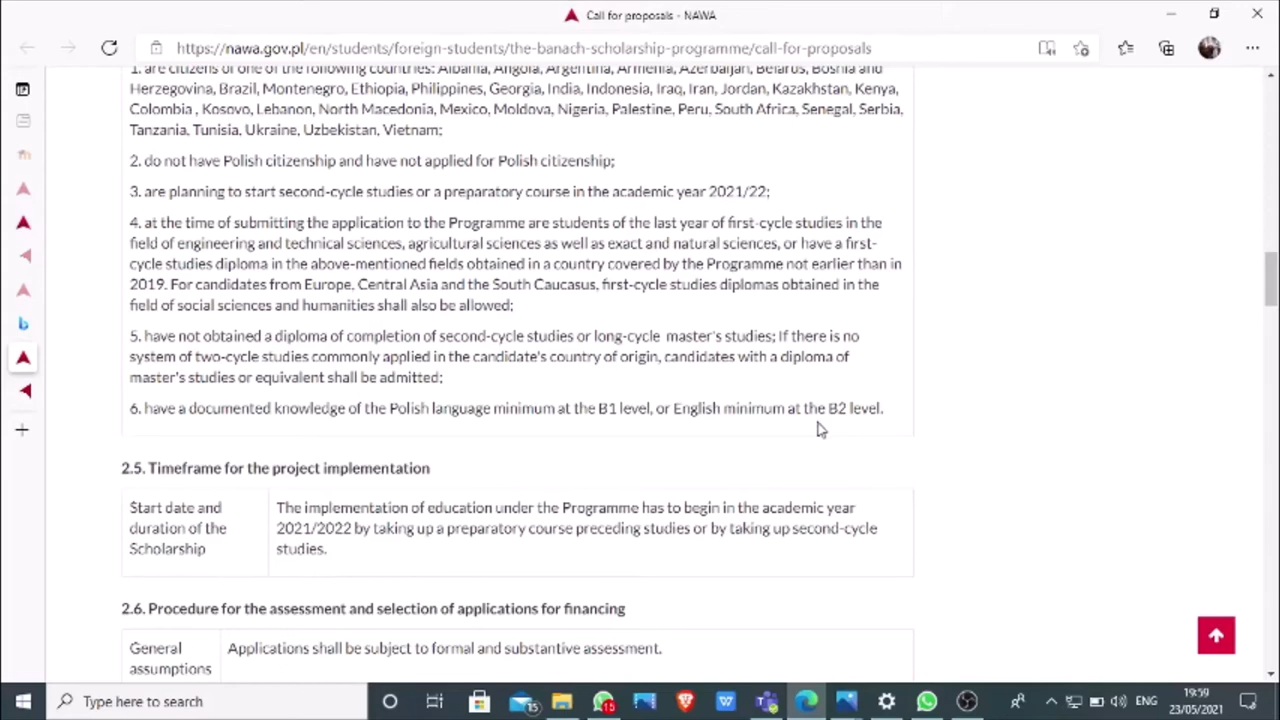 Call for proposals - NAWA
https://nawa.gov.pl/en/students/foreign-students/the-banach-scholarship-programme/call-for-proposals
1. are citizens of one of the following countries: Albania, Angola, Argentina, Armenia, Azerbaijan, Belarus, Bosnia and
Herzegovina, Brazil, Montenegro, Ethiopia, Philippines, Georgia, India, Indonesia, Iraq, Iran, Jordan, Kazakhstan, Kenya,
Colombia , Kosovo, Lebanon, North Macedonia, Mexico, Moldova, Nigeria, Palestine, Peru, South Africa, Senegal, Serbia,
Tanzania, Tunisia, Ukraine, Uzbekistan, Vietnam;
2. do not have Polish citizenship and have not applied for Polish citizenship;
3. are planning to start second-cycle studies or a preparatory course in the academic year 2021/22;
4. at the time of submitting the application to the Programme are students of the last year of first-cycle studies in the
field of engineering and technical sciences, agricultural sciences as well as exact and natural sciences, or have a first-
cycle studies diploma in the above-mentioned fields obtained in a country covered by the Programme not earlier than in
2019. For candidates from Europe, Central Asia and the South Caucasus, first-cycle studies diplomas obtained in the
field of social sciences and humanities shall also be allowed;
5. have not obtained a diploma of completion of second-cycle studies or long-cycle master's studies; If there is no
system of two-cycle studies commonly applied in the candidate's country of origin, candidates with a diploma of
master's studies or equivalent shall be admitted;
6. have a documented knowledge of the Polish language minimum at the B1 level, or English minimum at the B2 level.
2.5. Timeframe for the project implementation
Start date and
duration of the
Scholarship
The implementation of education under the Programme has to begin in the academic year
2021/2022 by taking up a preparatory course preceding studies or by taking up second-cycle
studies.
2.6. Procedure for the assessment and selection of applications for financing
General
assumptions
Applications shall be subject to formal and substantive assessment.
Type here to search
15
15
ENG
19:59
23/05/2021